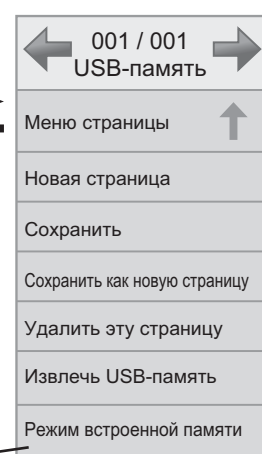 001 / 001
USB-память
Меню страницы
Новая страница
Сохранить
Сохранить как новую страницу
Удалить эту страницу
Извлечь USB-память
Режим встроенной памяти